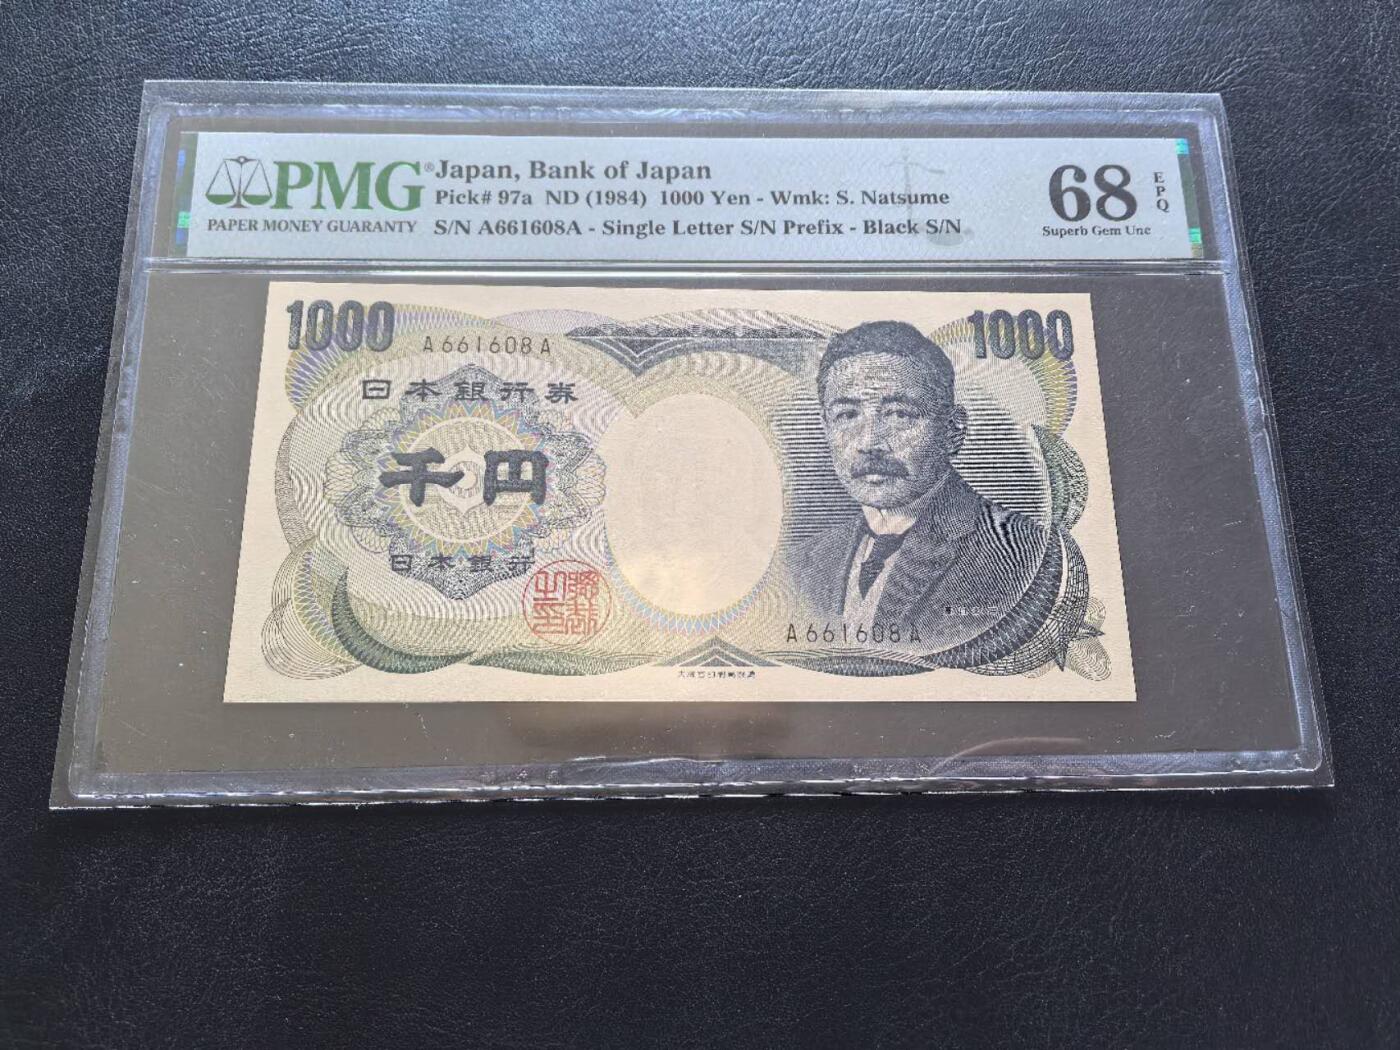 PMG®
PAPER MONEY GUARANTY
Japan, Bank of Japan
Pick# 97a ND (1984) 1000 Yen - Wmk: S. Natsume
S/N A661608A - Single Letter S/N Prefix - Black S/N
68
EPQ
Superb Gem Unc
1000
1000
A661608A
日本銀行券
千円
日本銀行
A661608A